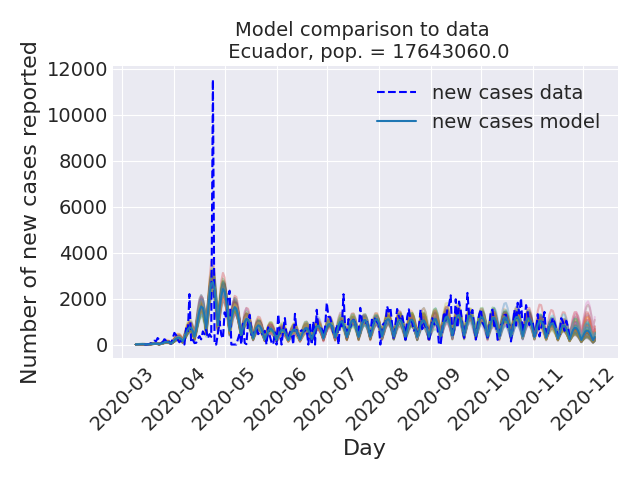 Model comparison to data
Ecuador, pop. = 17643060.0
new cases data
new cases model
Number of new cases reported
12000
10000
8000
6000
4000
2000
0
2020-03
2020-04
2020-05
2020-06
2020-07
2020-08
2020-09
2020-10
2020-11
2020-12
Day